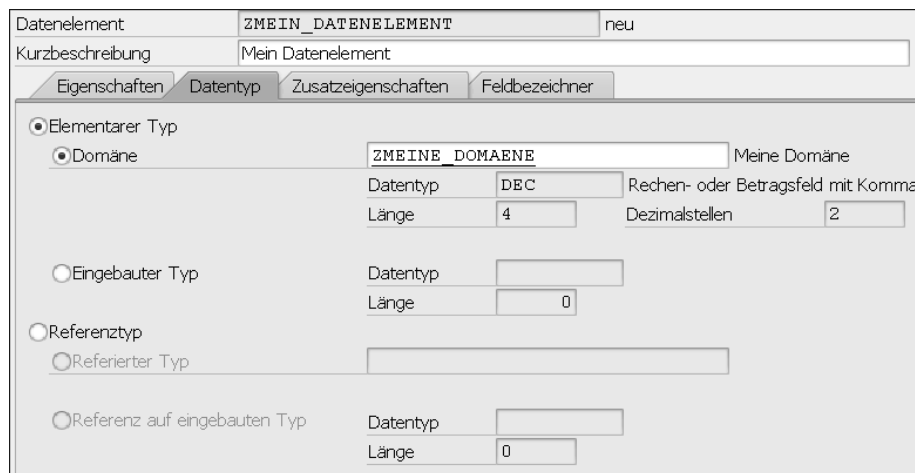 Datenelement ZMEIN_DATENELEMENT neu
Kurzbeschreibung Mein Datenelement
Eigenschaften Datentyp Zusatzeigenschaften Feldbezeichner
Elementarer Typ
Domäne ZMEINE_DOMAENE Meine Domäne
Datentyp DEC Rechen- oder Betragsfeld mit Komma
Länge 4 Dezimalstellen 2
Eingebauter Typ Datentyp
Länge 0
Referenztyp
Referierter Typ
Referenz auf eingebauten Typ Datentyp
Länge 0